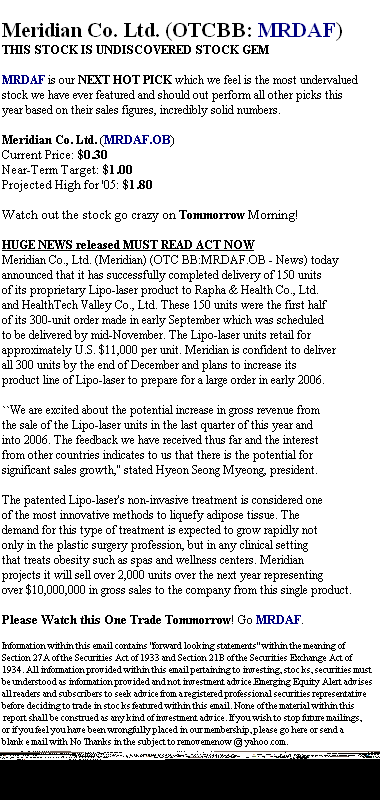 Meridian Co. Ltd. (OTCBB: MRDAF)
THIS STOCK IS UNDISCOVERED STOCK GEM
MRDAF is our NEXT HOT PICK which we feel is the most undervalued
stock we have ever featured and should out perform all other picks this
year based on their sales figures, incredibly solid numbers.
Meridian Co. Ltd. (MRDAF.OB)
Current Price: $0.30
Near-Term Target: $1.00
Projected High for '05: $1.80
Watch out the stock go crazy on Tommorrow Morning!
HUGE NEWS released MUST READ ACT NOW
Meridian Co., Ltd. (Meridian) (OTC BB:MRDAF.OB - News) today
announced that it has successfully completed delivery of 150 units
of its proprietary Lipo-laser product to Rapha & Health Co., Ltd.
and HealthTech Valley Co., Ltd. These 150 units were the first half
of its 300-unit order made in early September which was scheduled
to be delivered by mid-November. The Lipo-laser units retail for
approximately U.S. $11,000 per unit. Meridian is confident to deliver
all 300 units by the end of December and plans to increase its
product line of Lipo-laser to prepare for a large order in early 2006.
``We are excited about the potential increase in gross revenue from
the sale of the Lipo-laser units in the last quarter of this year and
into 2006. The feedback we have received thus far and the interest
from other countries indicates to us that there is the potential for
significant sales growth,'' stated Hyeon Seong Myeong, president.
The patented Lipo-laser's non-invasive treatment is considered one
of the most innovative methods to liquefy adipose tissue. The
demand for this type of treatment is expected to grow rapidly not
only in the plastic surgery profession, but in any clinical setting
that treats obesity such as spas and wellness centers. Meridian
projects it will sell over 2,000 units over the next year representing
over $10,000,000 in gross sales to the company from this single product.
Please Watch this One Trade Tomorrow! Go MRDAF.
Information within this email contains "forward looking statements" within the meaning of
Section 27A of the Securities Act of 1933 and Section 21B of the Securities Exchange Act of
1934. All information provided within this email pertaining to investing, stocks, securities must
be understood as information provided and not investment advice Emerging Equity Alert advises
all readers and subscribers to seek advice from a registered professional securities representative
before deciding to trade in stocks featured within this email. None of the material within this
report shall be construed as any kind of investment advice. If you wish to stop future mailings,
or if you feel you have been wrongfully placed in our membership, please go here or send a
blank e mail with No Thanks in the subject to removemenow @ yahoo.com.